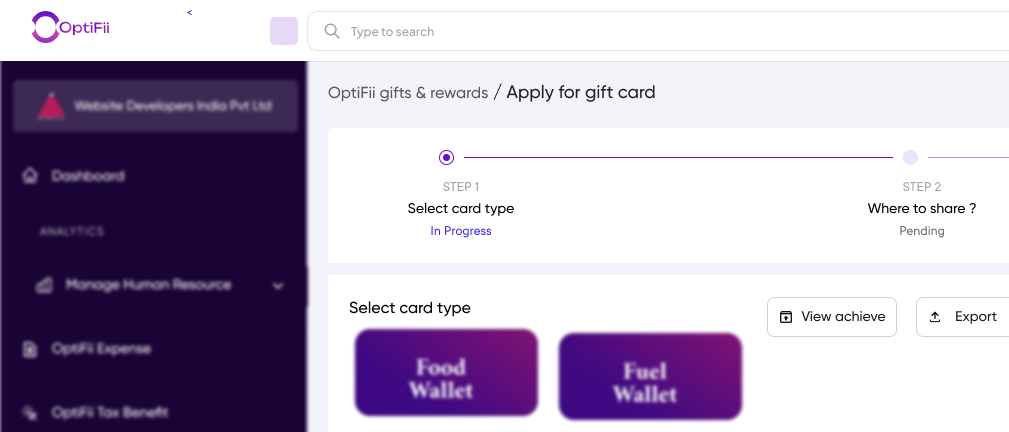 OptiFii
<
Type to search
Website Developers India Pvt Ltd
OptiFii gifts & rewards / Apply for gift card
Dashboard
STEP 1
STEP 2
Select card type
Where to share ?
In Progress
Pending
ANALYTICS
Manage Human Resource
Select card type
View achieve
Export
OptiFii Expense
Food
Wallet
Fuel
Wallet
OptiFii Tax Benefit